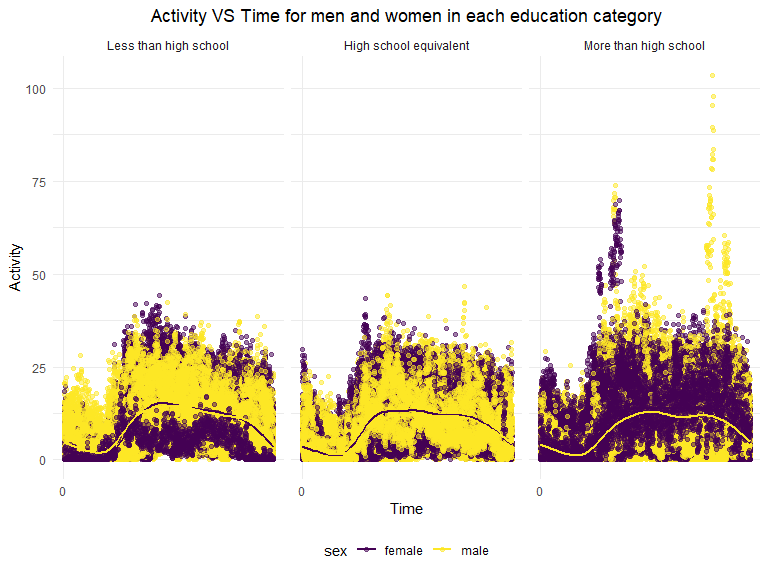 Activity VS Time for men and women in each education category
Less than high school
High school equivalent
More than high school
100
75
50
25
0
Activity
0
0
0
Time
sex female male